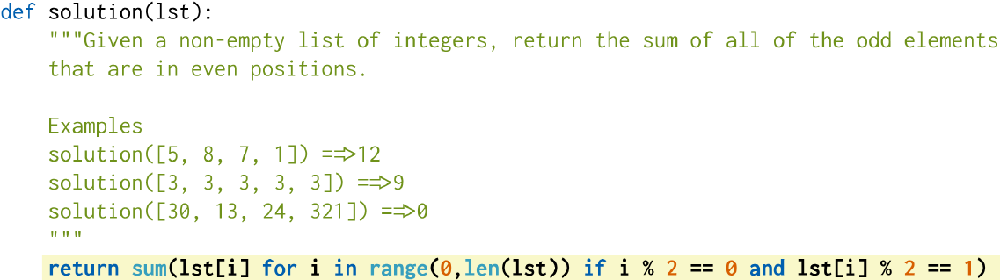 def solution(lst):
    """Given a non-empty list of integers, return the sum of all of the odd elements
    that are in even positions.

    Examples
    solution([5, 8, 7, 1]) ==>12
    solution([3, 3, 3, 3, 3]) ==>9
    solution([30, 13, 24, 321]) ==>0
    """
    return sum(lst[i] for i in range(0,len(lst)) if i % 2 == 0 and lst[i] % 2 == 1)